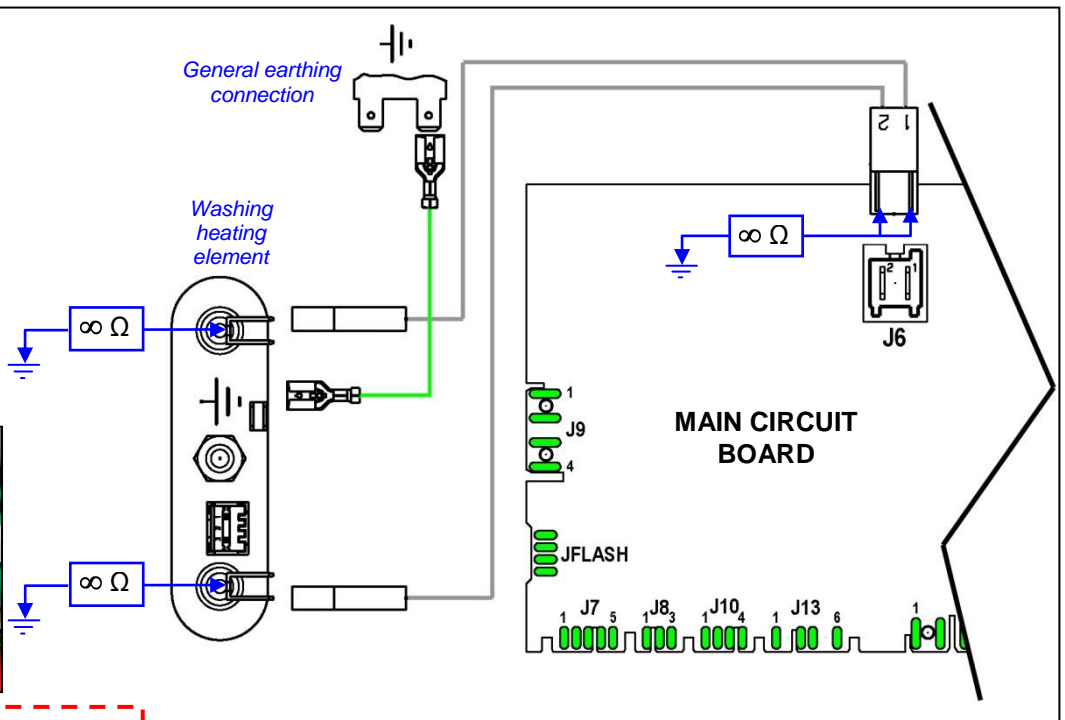 General earthing
connection
2 1
Washing
heating
element
∞ Ω
2 1
∞ Ω
J6
1
J9
4
MAIN CIRCUIT
BOARD
JFLASH
∞ Ω
1 J7 5 1 J8 3 1 J10 4 1 J13 6 1